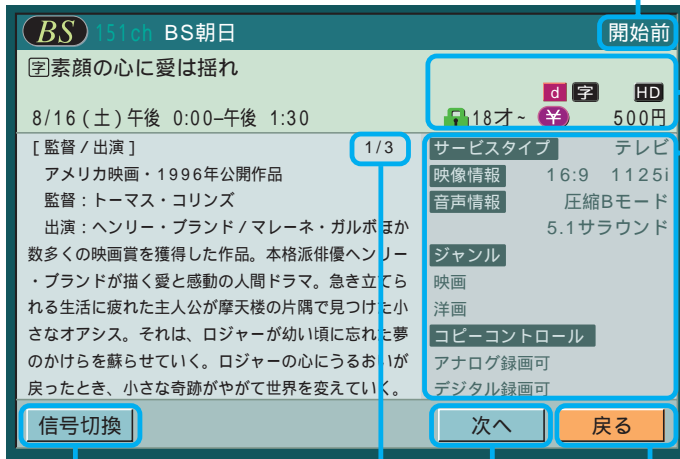 BS 151ch BS朝日 開始前
字素顔の心に愛は揺れ
d 字 HD
8/16(土)午後 0:00–午後 1:30 18才~ ¥ 500円
[監督/出演] 1/3
アメリカ映画・1996年公開作品
監督:トーマス・コリンズ
出演:ヘンリー・ブランド/マレーネ・ガルボほか
数多くの映画賞を獲得した作品。本格派俳優ヘンリー
・ブランドが描く愛と感動の人間ドラマ。急き立てら
れる生活に疲れた主人公が摩天楼の片隅で見つけた小
さなオアシス。それは、ロジャーが幼い頃に忘れた夢
のかけらを蘇らせていく。ロジャーの心にうるおいが
戻ったとき、小さな奇跡がやがて世界を変えていく。
サービスタイプ テレビ
映像情報 16:9 1125i
音声情報 圧縮Bモード
5.1サラウンド
ジャンル
映画
洋画
コピーコントロール
アナログ録画可
デジタル録画可
信号切換 次へ 戻る